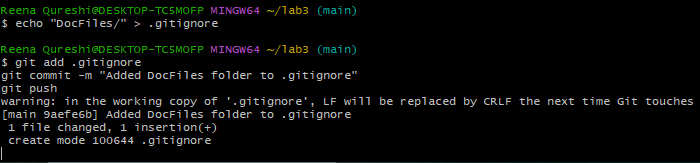 Reena Qureshi@DESKTOP-TC5MOFP MINGW64 ~/lab3 (main)
$ echo "DocFiles/" > .gitignore
Reena Qureshi@DESKTOP-TC5MOFP MINGW64 ~/lab3 (main)
$ git add .gitignore
git commit -m "Added DocFiles folder to .gitignore"
git push
warning: in the working copy of '.gitignore', LF will be replaced by CRLF the next time Git touches
[main 9aefe6b] Added DocFiles folder to .gitignore
1 file changed, 1 insertion(+)
create mode 100644 .gitignore